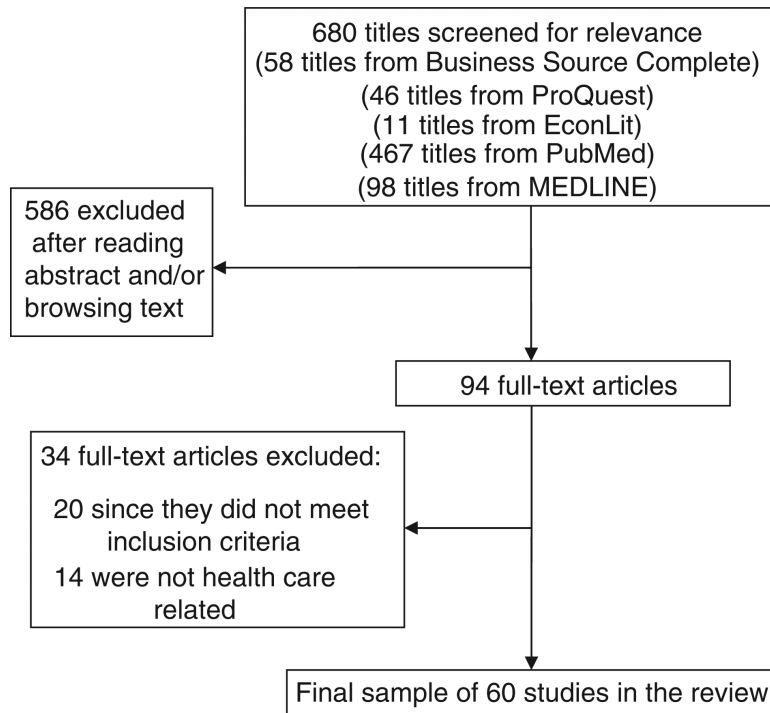 680 titles screened for relevance
(58 titles from Business Source Complete)
(46 titles from ProQuest)
(11 titles from EconLit)
(467 titles from PubMed)
(98 titles from MEDLINE)
586 excluded
after reading
abstract and/or
browsing text
94 full-text articles
34 full-text articles excluded:
20 since they did not meet
inclusion criteria
14 were not health care
related
Final sample of 60 studies in the review